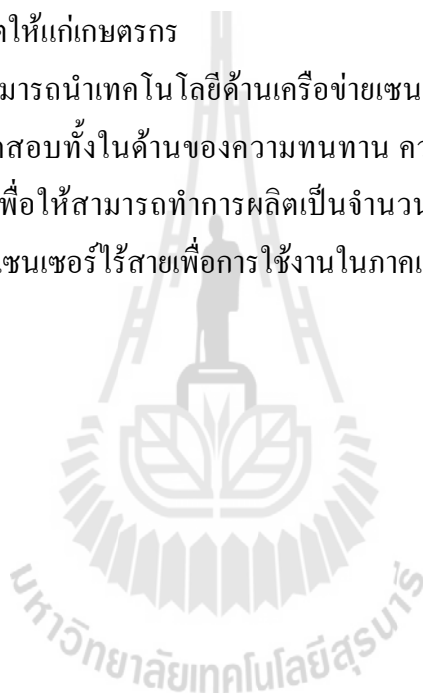 ให้แก่เกษตรกร
มารถนำเทคโนโลยีด้านเครือข่ายเซน
สอบทั้งในด้านของความทนทาน
พื่อให้สามารถทำการผลิตเป็นจำนวน
เซนเซอร์ไร้สายเพื่อการใช้งานในภาค
มหาวิทยาลัยเทคโนโลยีสุรนารี